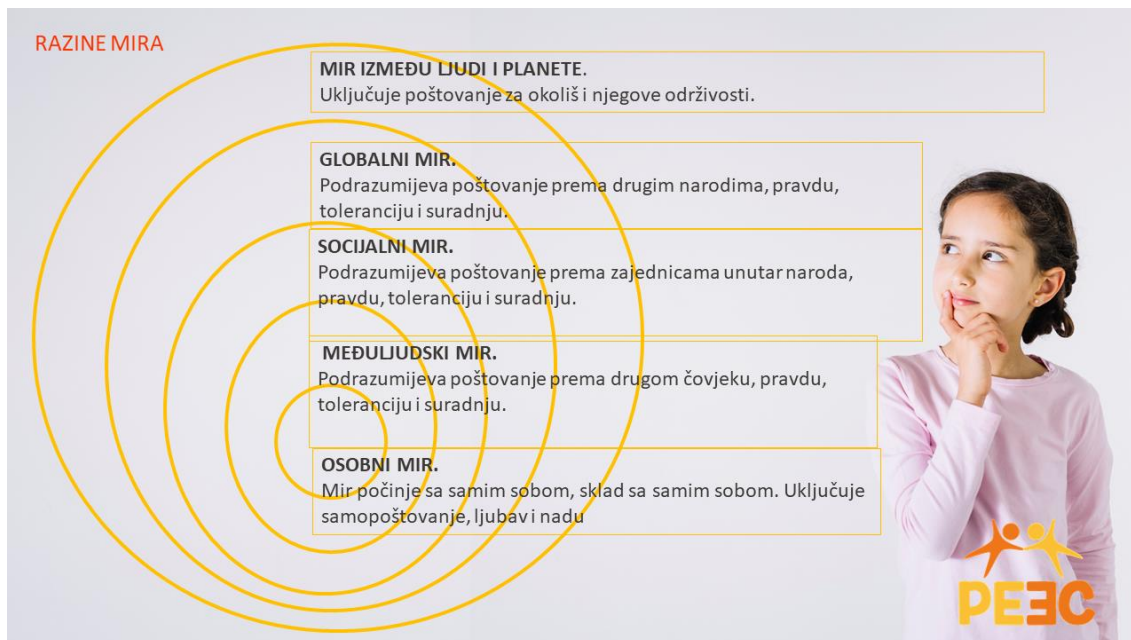 RAZINE MIRA
MIR IZMEĐU LJUDI I PLANETE.
Uključuje poštovanje za okoliš i njegove održivosti.
GLOBALNI MIR.
Podrazumijeva poštovanje prema drugim narodima, pravdu,
toleranciju i suradnju.
SOCIJALNI MIR.
Podrazumijeva poštovanje prema zajednicama unutar naroda,
pravdu, toleranciju i suradnju.
MEĐULJUDSKI MIR.
Podrazumijeva poštovanje prema drugom čovjeku, pravdu,
toleranciju i suradnju.
OSOBNI MIR.
Mir počinje sa samim sobom, sklad sa samim sobom. Uključuje
samopoštovanje, ljubav i nadu
PEEC